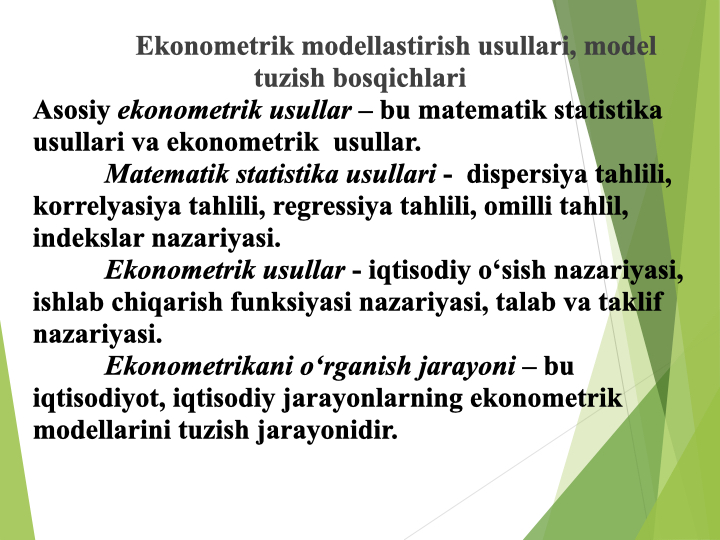 Ekonometrik modellastirish usullari, model
tuzish bosqichlari
Asosiy ekonometrik usullar – bu matematik statistika
usullari va ekonometrik  usullar.
Matematik statistika usullari -  dispersiya tahlili,
korrelyasiya tahlili, regressiya tahlili, omilli tahlil,
indekslar nazariyasi.
Ekonometrik usullar - iqtisodiy o‘sish nazariyasi,
ishlab chiqarish funksiyasi nazariyasi, talab va taklif
nazariyasi.
Ekonometrikani o‘rganish jarayoni – bu
iqtisodiyot, iqtisodiy jarayonlarning ekonometrik
modellarini tuzish jarayonidir.